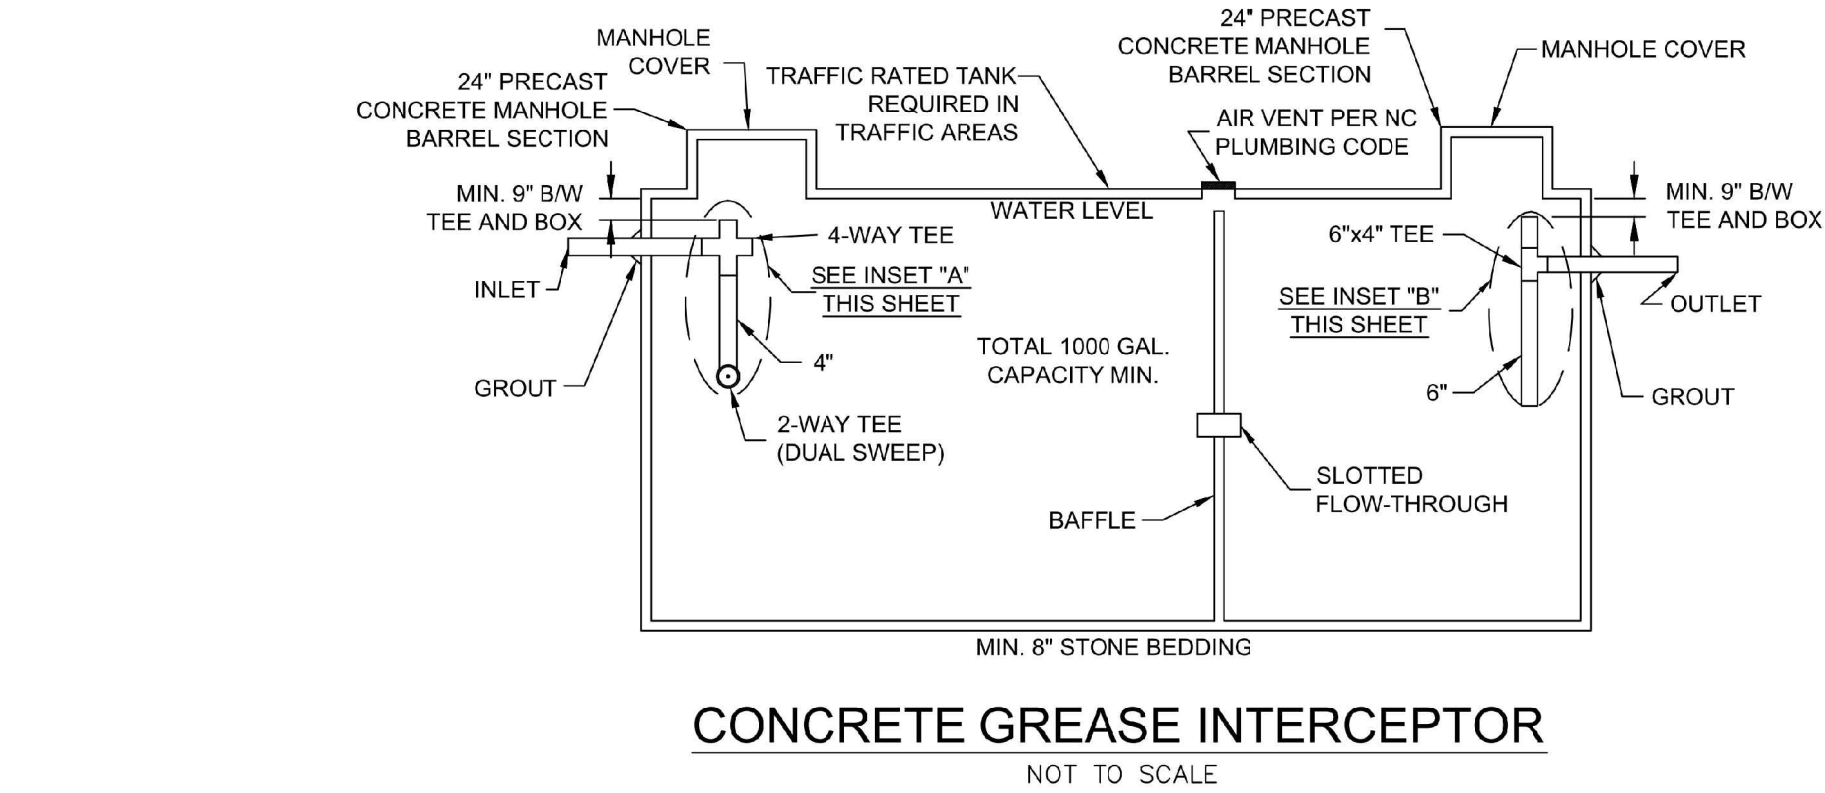 MANHOLE
COVER
24" PRECAST
CONCRETE MANHOLE
BARREL SECTION
TRAFFIC RATED TANK
REQUIRED IN
TRAFFIC AREAS
24" PRECAST
CONCRETE MANHOLE
BARREL SECTION
MANHOLE COVER
AIR VENT PER NC
PLUMBING CODE
MIN. 9" B/W
TEE AND BOX
MIN. 9" B/W
TEE AND BOX
WATER LEVEL
4-WAY TEE
6"x4" TEE
SEE INSET "A"
THIS SHEET
INLET
SEE INSET "B"
THIS SHEET
OUTLET
TOTAL 1000 GAL.
CAPACITY MIN.
4"
GROUT
6"
GROUT
2-WAY TEE
(DUAL SWEEP)
SLOTTED
FLOW-THROUGH
BAFFLE
MIN. 8" STONE BEDDING
CONCRETE GREASE INTERCEPTOR
NOT TO SCALE